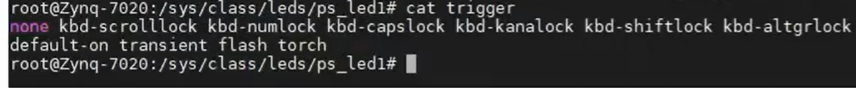 root@Zynq-7020:/sys/class/leds/ps_led1# cat trigger
none kbd-scrolllock kbd-numlock kbd-capslock kbd-kanalock kbd-shiftlock kbd-altgrlock
default-on transient flash torch
root@Zynq-7020:/sys/class/leds/ps_led1#